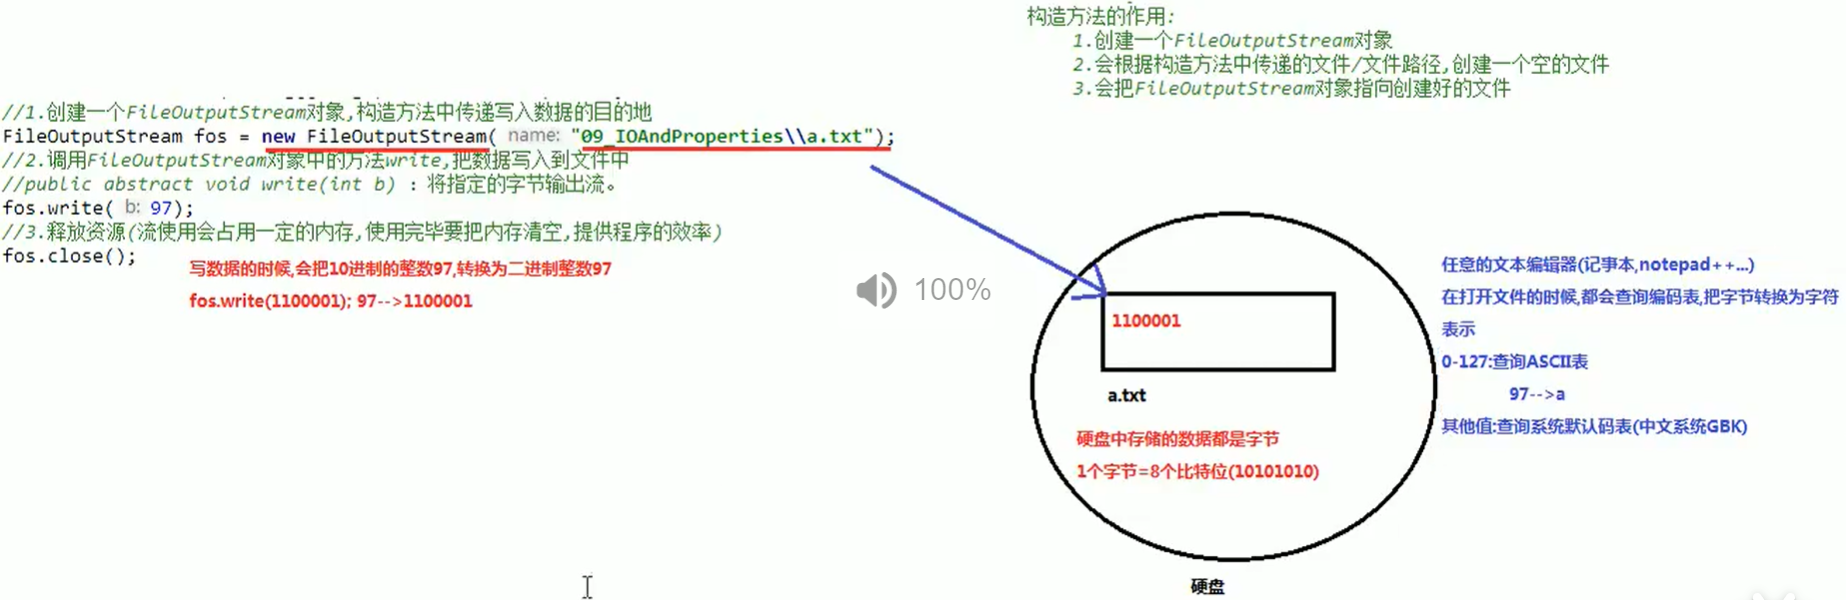 构造方法的作用:
1.创建一个FileOutputStream对象
2.会根据构造方法中传递的文件/文件路径,创建一个空的文件
3.会把FileOutputStream对象指向创建好的文件
//1.创建一个FileOutputStream对象,构造方法中传递写入数据的目的地
FileOutputStream fos = new FileOutputStream( name: "09_IOAndProperties\\a.txt");
//2.调用FileOutputStream对象中的方法write,把数据写入到文件中
//public abstract void write(int b) : 将指定的字节输出流。
fos.write( b: 97);
//3.释放资源(流使用会占用一定的内存,使用完毕要把内存清空,提供程序的效率)
fos.close();
写数据的时候,会把10进制的整数97,转换为二进制整数97
fos.write(1100001); 97-->1100001
100%
1100001
a.txt
硬盘中存储的数据都是字节
1个字节=8个比特位(10101010)
硬盘
任意的文本编辑器(记事本,notepad++...)
在打开文件的时候,都会查询编码表,把字节转换为字符
表示
0-127:查询ASCII表
97-->a
其他值:查询系统默认码表(中文系统GBK)